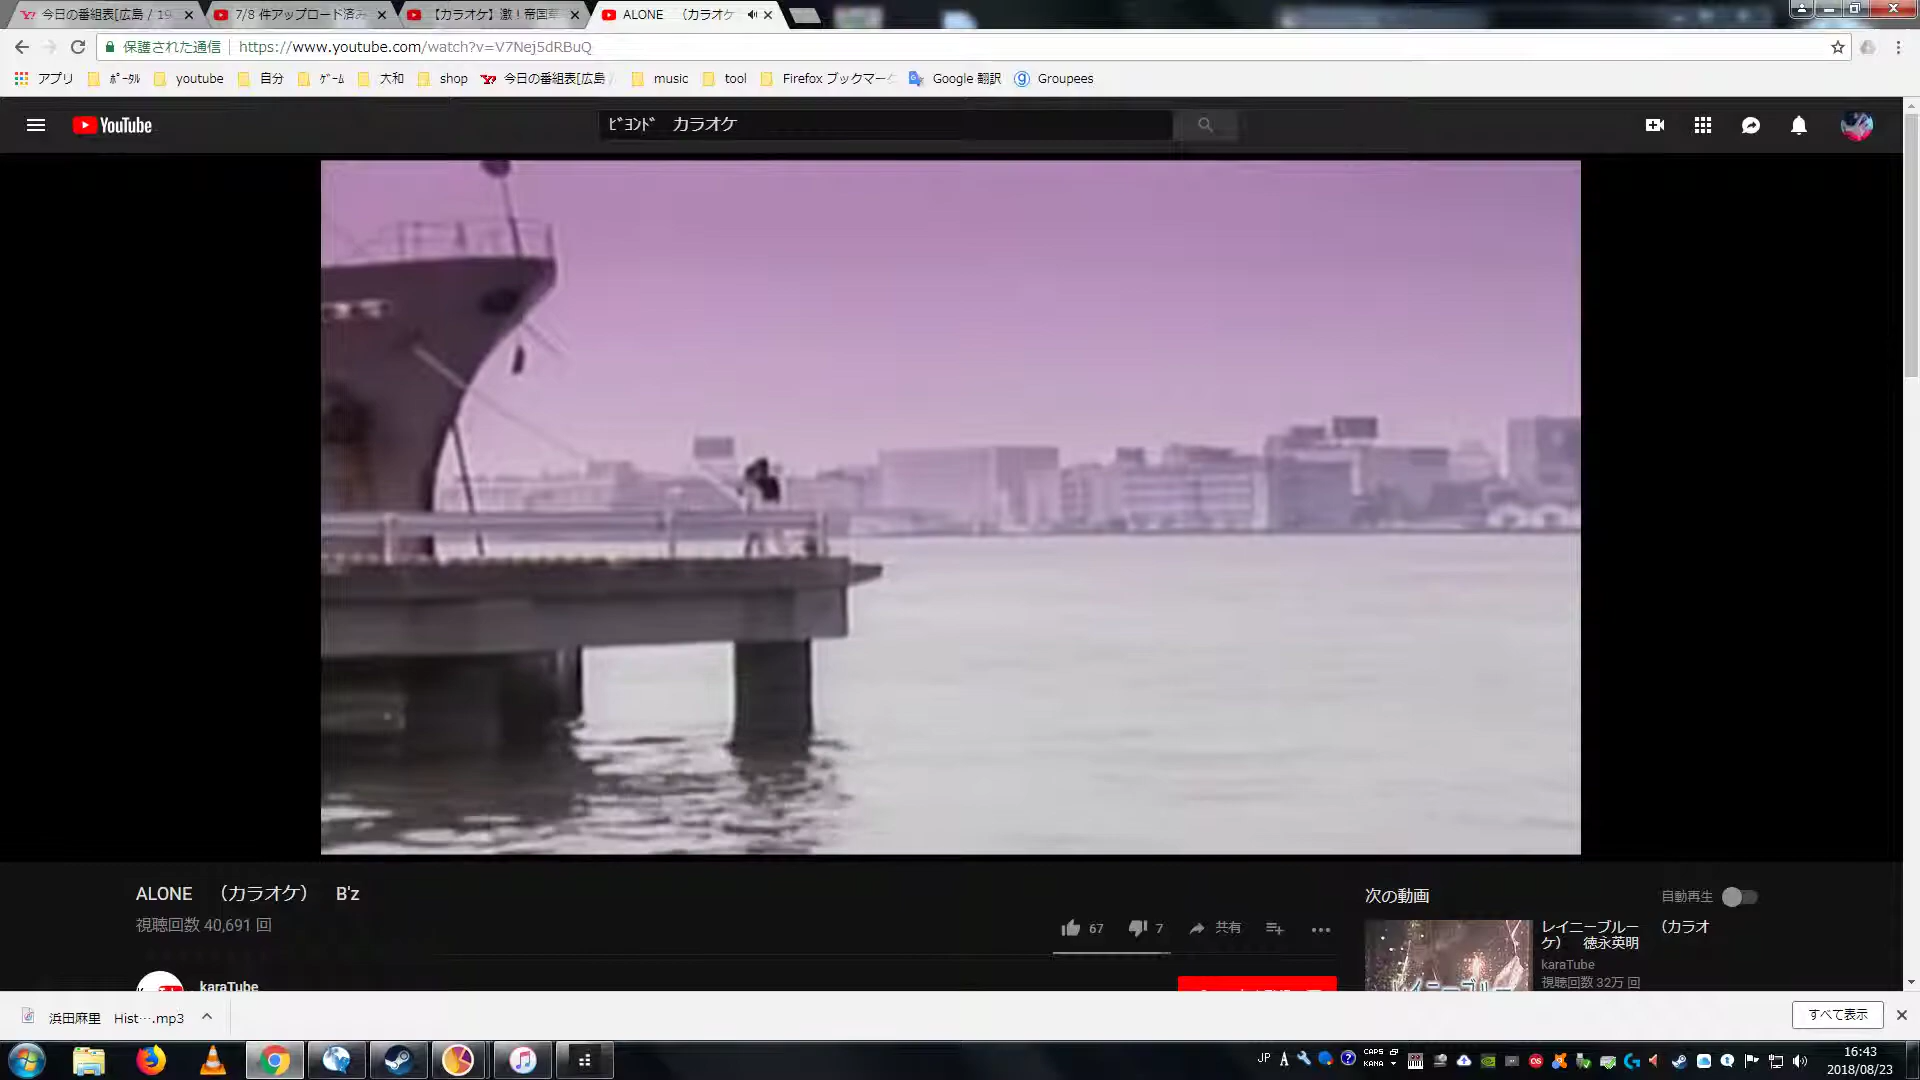 今日の番組表[広島 / 19
7/8 件アップロード済み
【カラオケ】激！帝国華
ALONE （カラオケ
保護された通信
https://www.youtube.com/watch?v=V7Nej5dRBuQ
アプリ
ﾎﾟｰﾀﾙ
youtube
自分
ｹﾞｰﾑ
大和
shop
今日の番組表[広島 /
music
tool
Firefox ブックマーク
Google 翻訳
Groupees
YouTube
ﾋﾞﾖﾝﾄﾞ カラオケ
ALONE （カラオケ） B'z
視聴回数 40,691 回
67
7
共有
karaTube
次の動画
自動再生
レイニーブルー （カラオ
ケ） 徳永英明
karaTube
視聴回数 32万 回
浜田麻里 Hist….mp3
すべて表示
JP
CAPS
KANA
16:43
2018/08/23